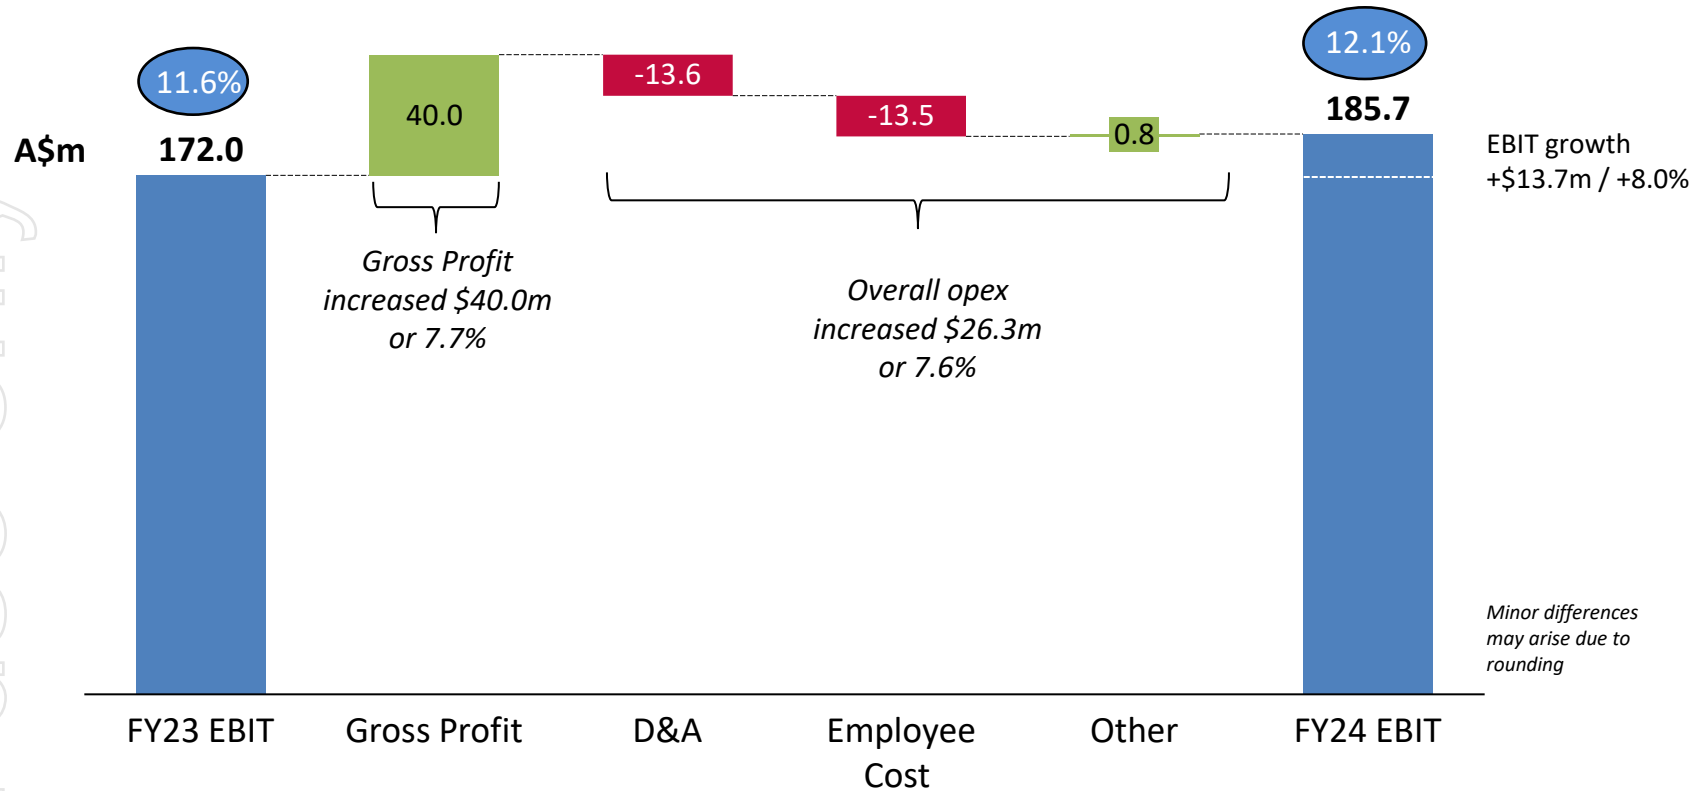 11.6%
12.1%
A$m
172.0
40.0
-13.6
-13.5
0.8
185.7
EBIT growth
+$13.7m / +8.0%
Gross Profit
increased $40.0m
or 7.7%
Overall opex
increased $26.3m
or 7.6%
Minor differences
may arise due to
rounding
FY23 EBIT
Gross Profit
D&A
Employee
Cost
Other
FY24 EBIT